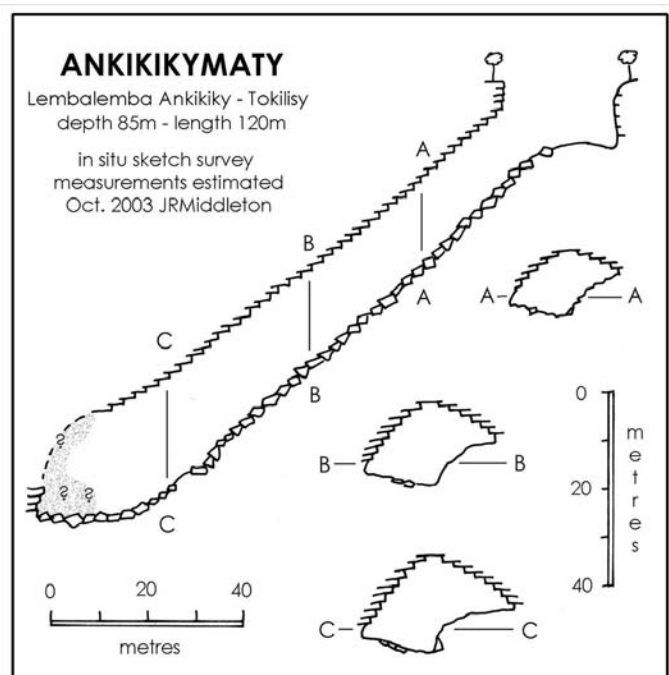 ANKIKIKYMATY
Lembalemba Ankikiky - Tokilisy
depth 85m - length 120m
in situ sketch survey
measurements estimated
Oct. 2003 JRMiddleton
A
B
C
A
B
C
?
? ?
A A
B B
C C
0
20
40
metres
0 20 40
metres